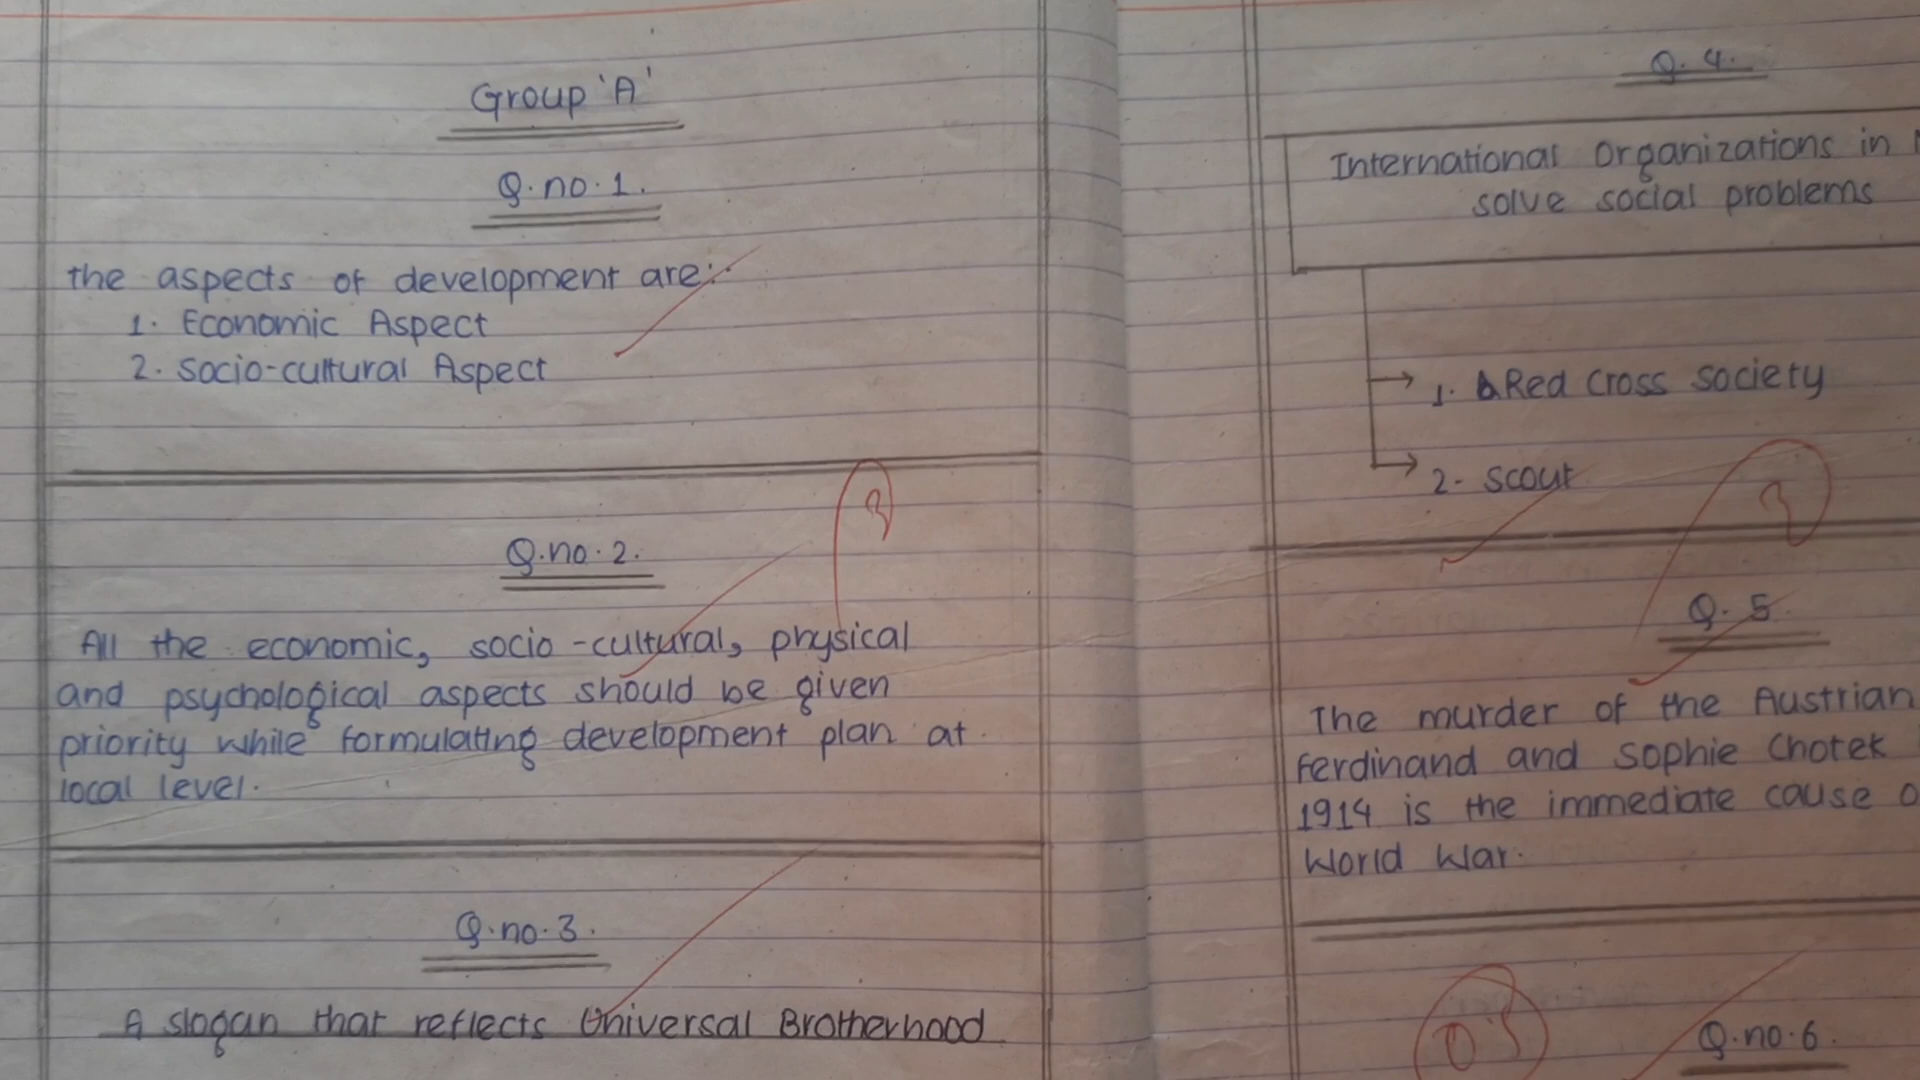 Group 'A'
Q.no.1.
the aspects of development are:-
1. Economic Aspect
2. Socio-cultural Aspect
Q.no.2.
All the economic, socio-cultural, physical
and psychological aspects should be given
priority while formulating development plan at
local level.
Q.no.3.
A slogan that reflects Universal Brotherhood
Q.4.
International Organizations in
solve social problems
1. Red Cross Society
2- Scout
Q.5
The murder of the Austrian
Ferdinand and Sophie Chotek
1914 is the immediate cause
World War.
0.5
Q.no.6.